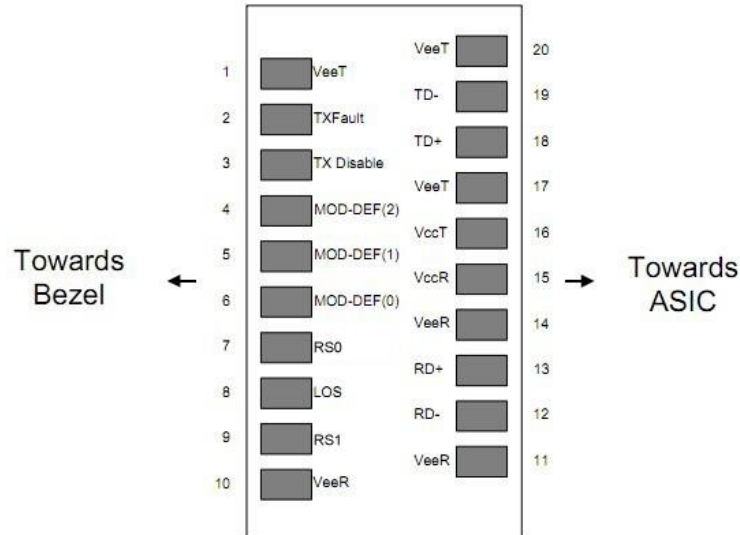 VeeT 20
1 VeeT
TD- 19
2 TXFault
TD+ 18
3 TX Disable
VeeT 17
4 MOD-DEF(2)
VccT 16
5 MOD-DEF(1)
Towards
Bezel
VccR 15
Towards
ASIC
6 MOD-DEF(0)
VeeR 14
7 RS0
RD+ 13
8 LOS
RD- 12
9 RS1
VeeR 11
10 VeeR